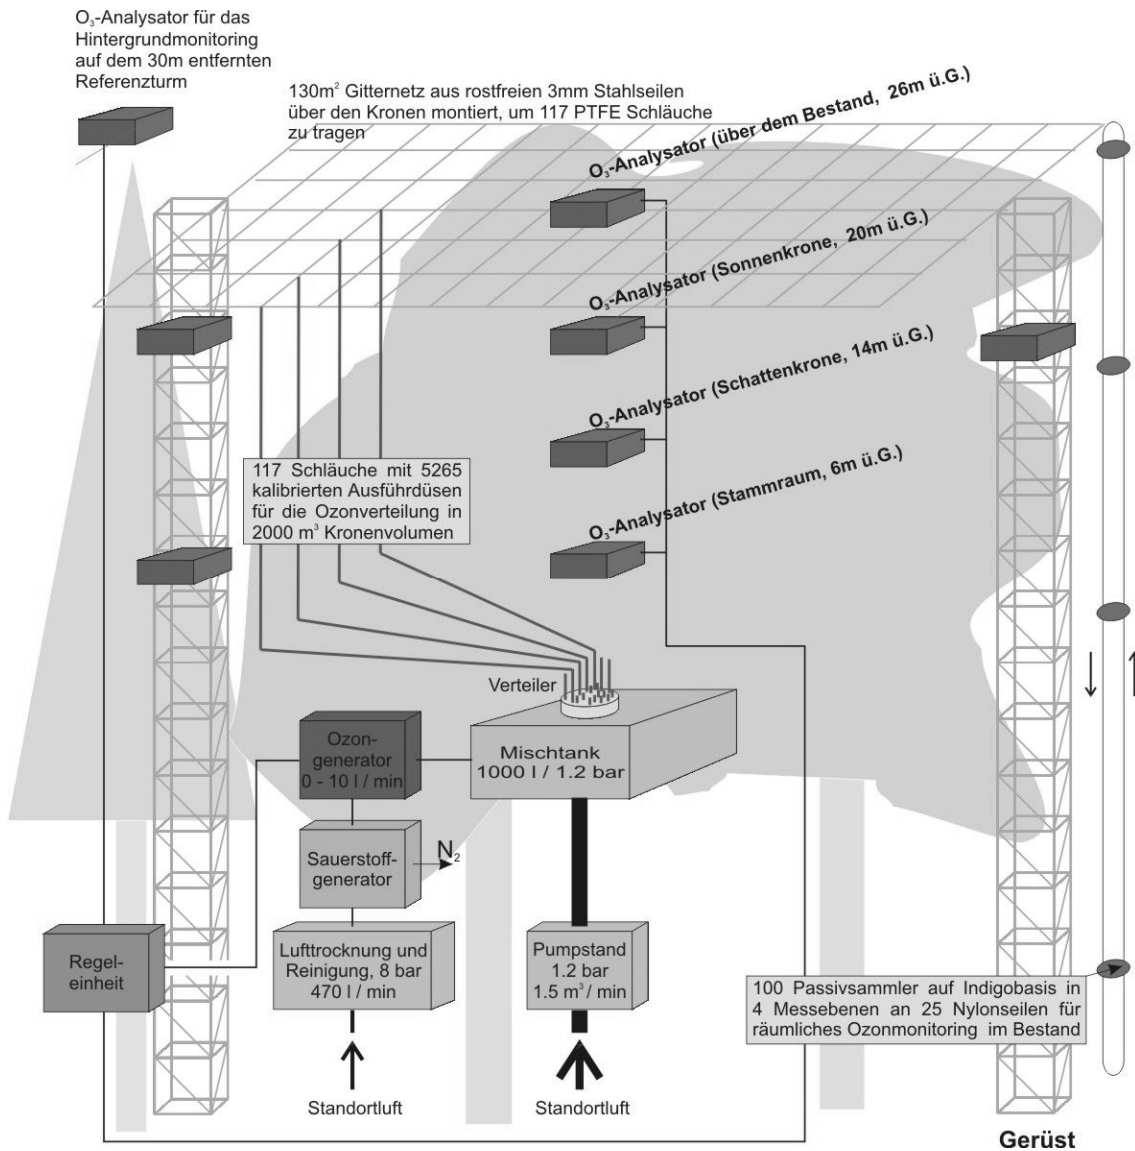 O₃-Analysator für das
Hintergrundmonitoring
auf dem 30m entfernten
Referenzturm
130m² Gitternetz aus rostfreien 3mm Stahlseilen
über den Kronen montiert, um 117 PTFE Schläuche
zu tragen
O₃-Analysator (über dem Bestand, 26m ü.G.)
O₃-Analysator (Sonnenkrone, 20m ü.G.)
O₃-Analysator (Schattenkrone, 14m ü.G.)
O₃-Analysator (Stammraum, 6m ü.G.)
117 Schläuche mit 5265
kalibrierten Ausführdüsen
für die Ozonverteilung in
2000 m³ Kronenvolumen
Verteiler
Ozon-
generator
0 - 10 l / min
Mischtank
1000 l / 1.2 bar
Sauerstoff-
generator
N₂
Regel-
einheit
Lufttrocknung und
Reinigung, 8 bar
470 l / min
Pumpstand
1.2 bar
1.5 m³ / min
100 Passivsammler auf Indigobasis in
4 Messebenen an 25 Nylonseilen für
räumliches Ozonmonitoring im Bestand
Standortluft
Standortluft
Gerüst